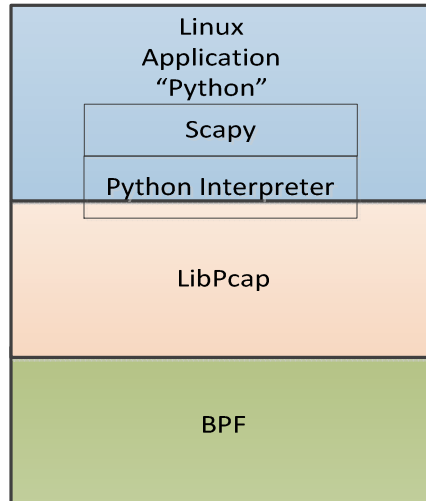 Linux
Application
“Python”
Scapy
Python Interpreter
LibPcap
BPF